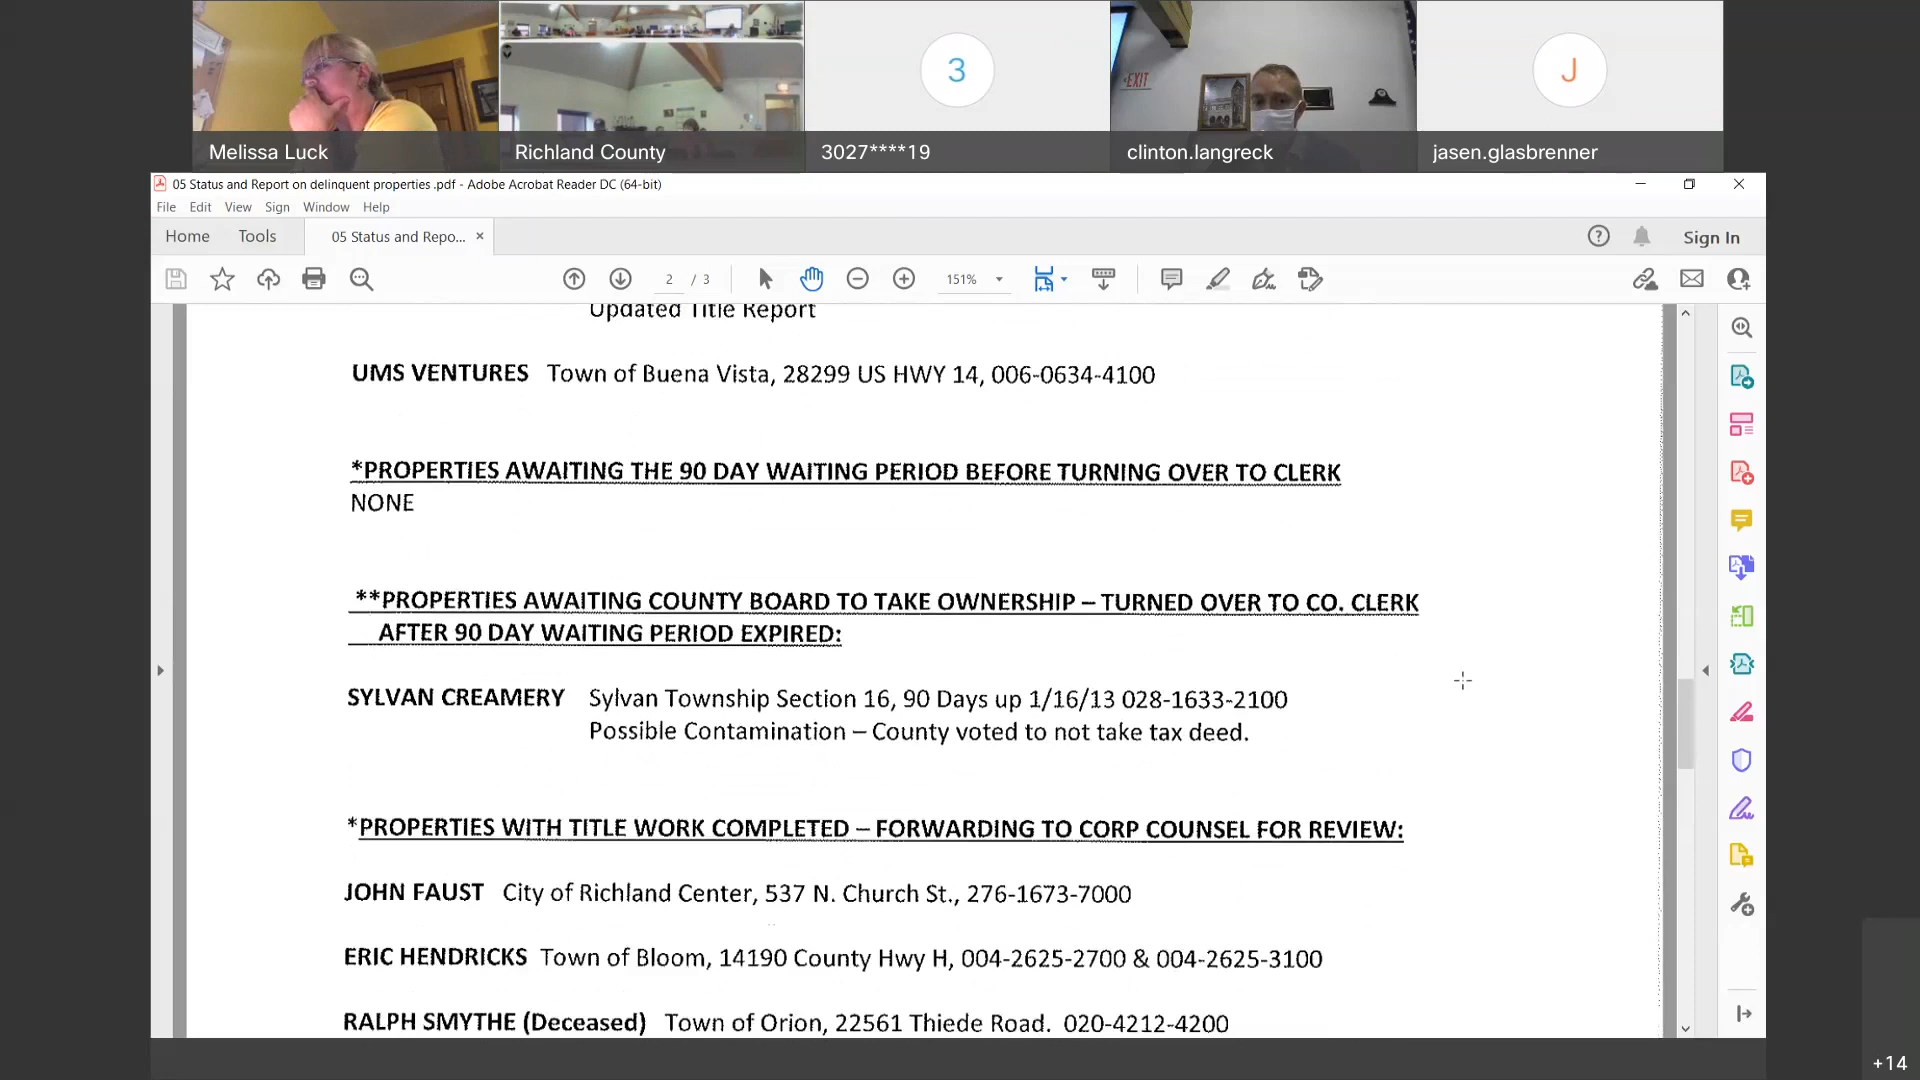 3
EXIT
J
Melissa Luck
Richland County
3027****19
clinton.langreck
jasen.glasbrenner
05 Status and Report on delinquent properties .pdf - Adobe Acrobat Reader DC (64-bit)
File Edit View Sign Window Help
Home Tools 05 Status and Repo... × Sign In
2 / 3 151%
Updated Title Report
UMS VENTURES Town of Buena Vista, 28299 US HWY 14, 006-0634-4100
*PROPERTIES AWAITING THE 90 DAY WAITING PERIOD BEFORE TURNING OVER TO CLERK
NONE
**PROPERTIES AWAITING COUNTY BOARD TO TAKE OWNERSHIP – TURNED OVER TO CO. CLERK
AFTER 90 DAY WAITING PERIOD EXPIRED:
SYLVAN CREAMERY Sylvan Township Section 16, 90 Days up 1/16/13 028-1633-2100
Possible Contamination – County voted to not take tax deed.
*PROPERTIES WITH TITLE WORK COMPLETED – FORWARDING TO CORP COUNSEL FOR REVIEW:
JOHN FAUST City of Richland Center, 537 N. Church St., 276-1673-7000
ERIC HENDRICKS Town of Bloom, 14190 County Hwy H, 004-2625-2700 & 004-2625-3100
RALPH SMYTHE (Deceased) Town of Orion, 22561 Thiede Road. 020-4212-4200
+14